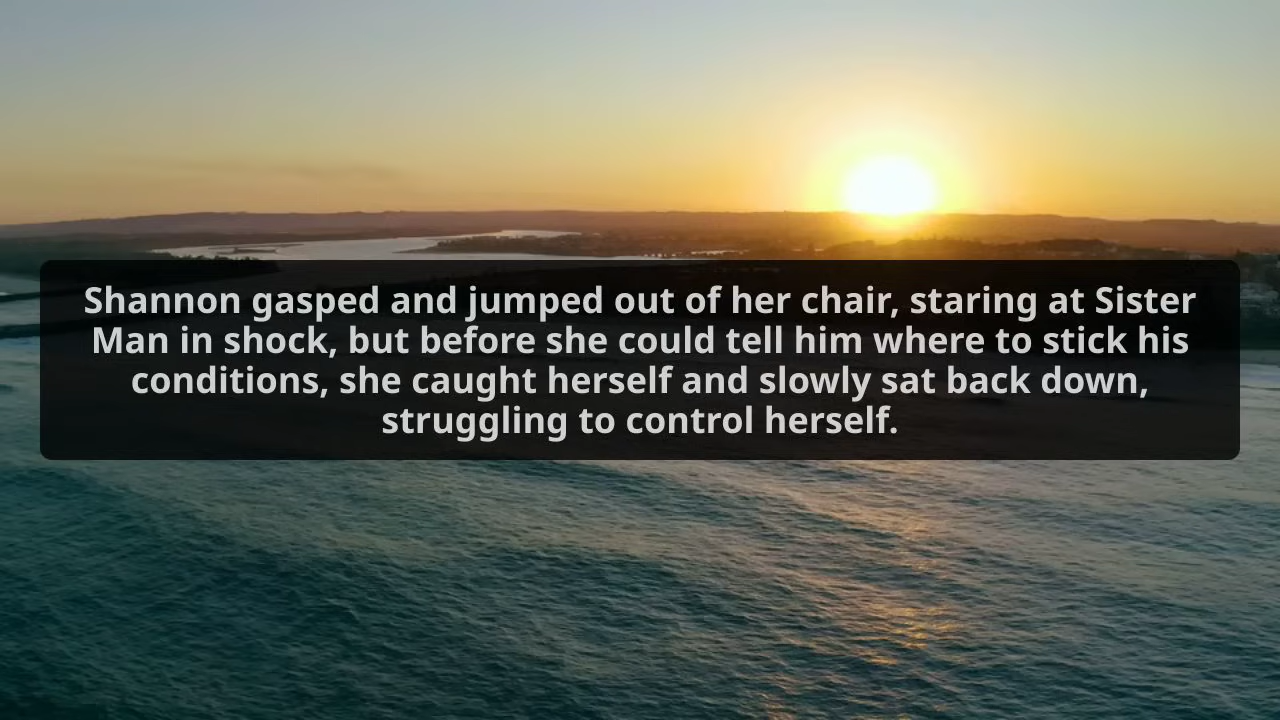 Shannon gasped and jumped out of her chair, staring at Sister
Man in shock, but before she could tell him where to stick his
conditions, she caught herself and slowly sat back down,
struggling to control herself.